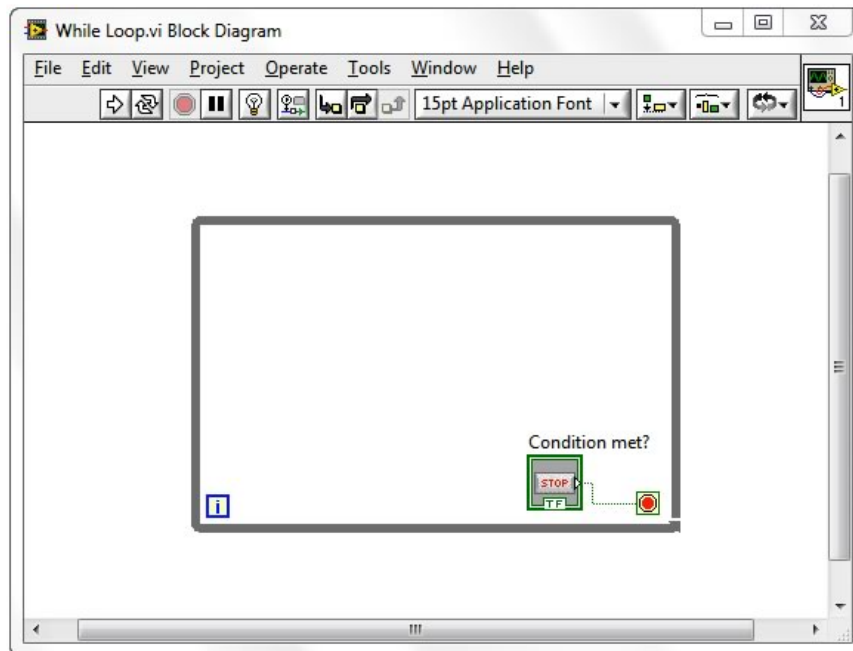 While Loop.vi Block Diagram
File Edit View Project Operate Tools Window Help
15pt Application Font
1
Condition met?
STOP
TF
i